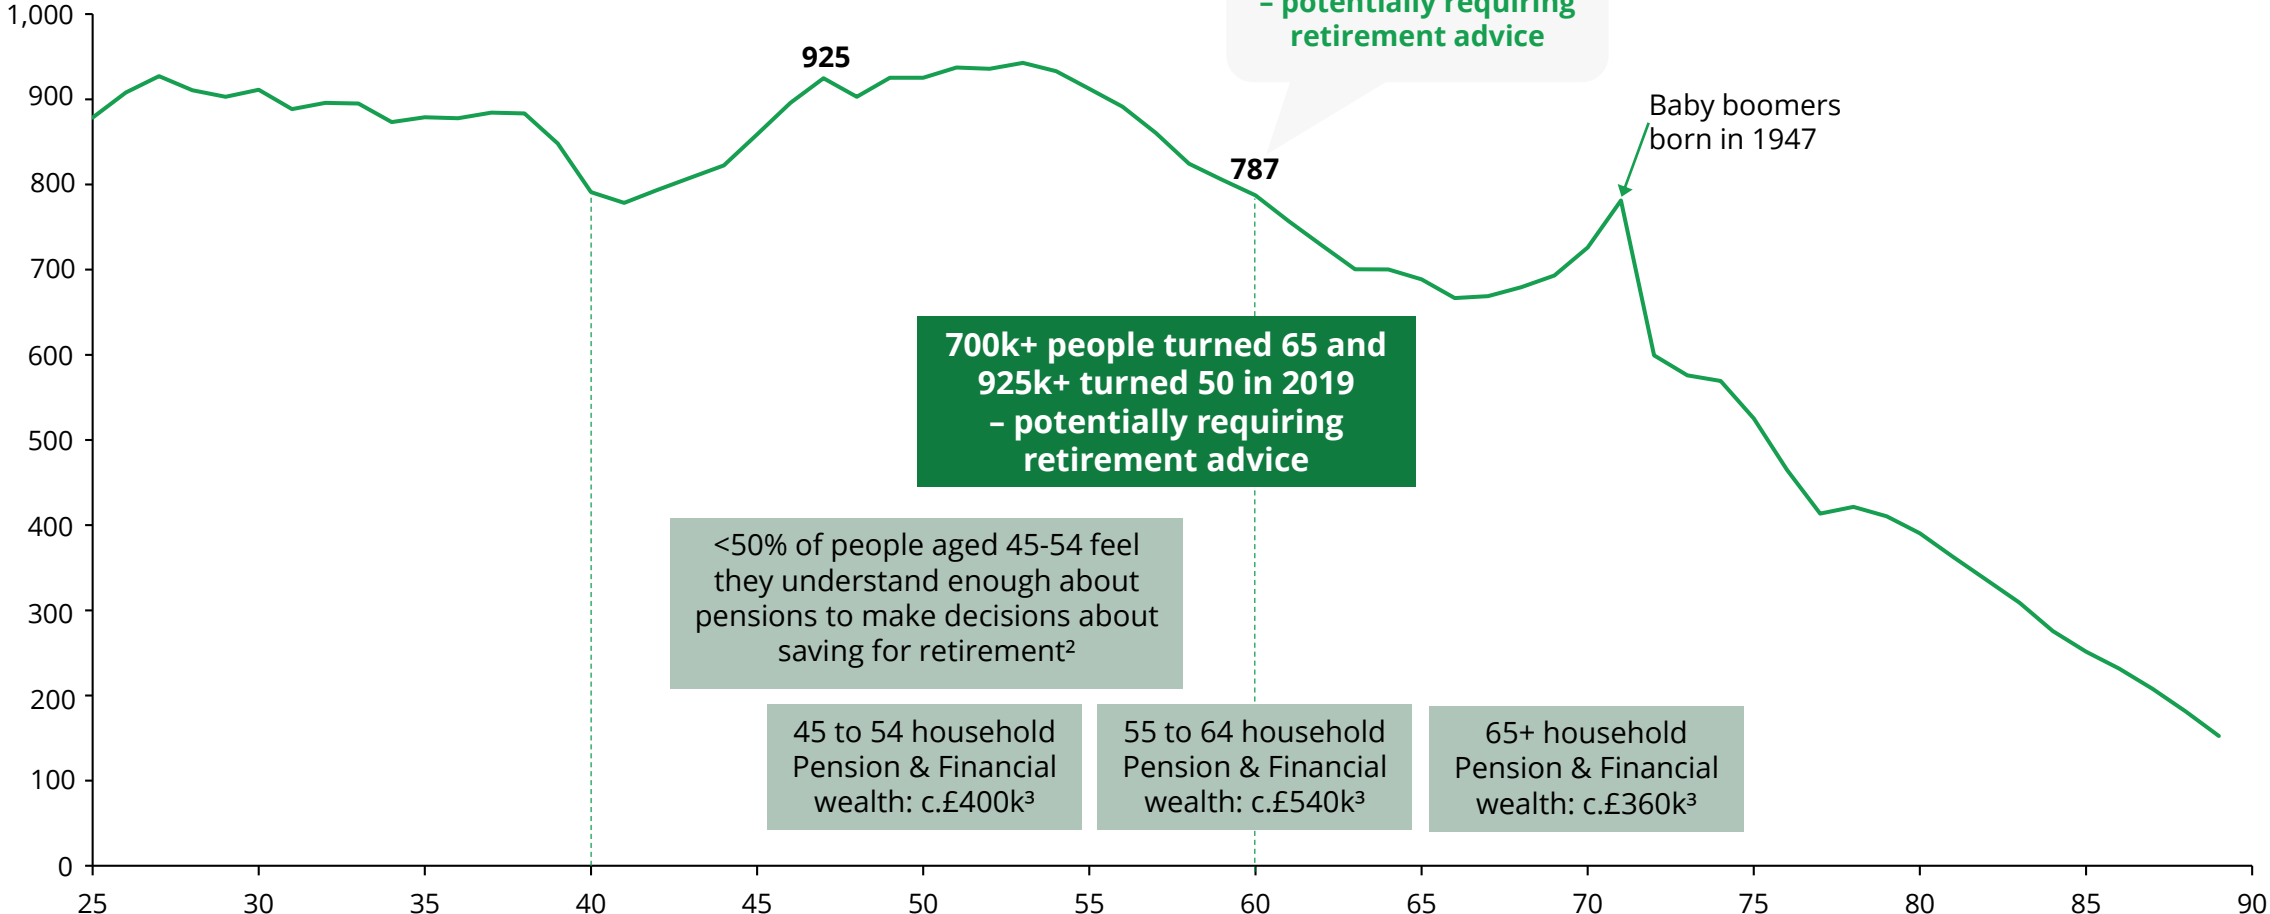 – potentially requiring
retirement advice
1,000
900
800
700
600
500
400
300
200
100
0
925
787
Baby boomers
born in 1947
700k+ people turned 65 and
925k+ turned 50 in 2019
– potentially requiring
retirement advice
<50% of people aged 45-54 feel
they understand enough about
pensions to make decisions about
saving for retirement²
45 to 54 household
Pension & Financial
wealth: c.£400k³
55 to 64 household
Pension & Financial
wealth: c.£540k³
65+ household
Pension & Financial
wealth: c.£360k³
25 30 35 40 45 50 55 60 65 70 75 80 85 90